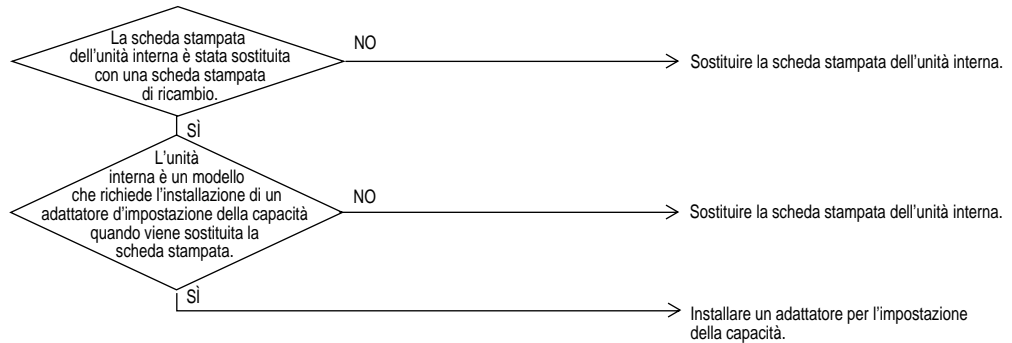 La scheda stampata
dell'unità interna è stata sostituita
con una scheda stampata
di ricambio.
NO
Sostituire la scheda stampata dell'unità interna.
SÌ
L'unità
interna è un modello
che richiede l'installazione di un
adattatore d'impostazione della capacità
quando viene sostituita la
scheda stampata.
NO
Sostituire la scheda stampata dell'unità interna.
SÌ
Installare un adattatore per l'impostazione
della capacità.